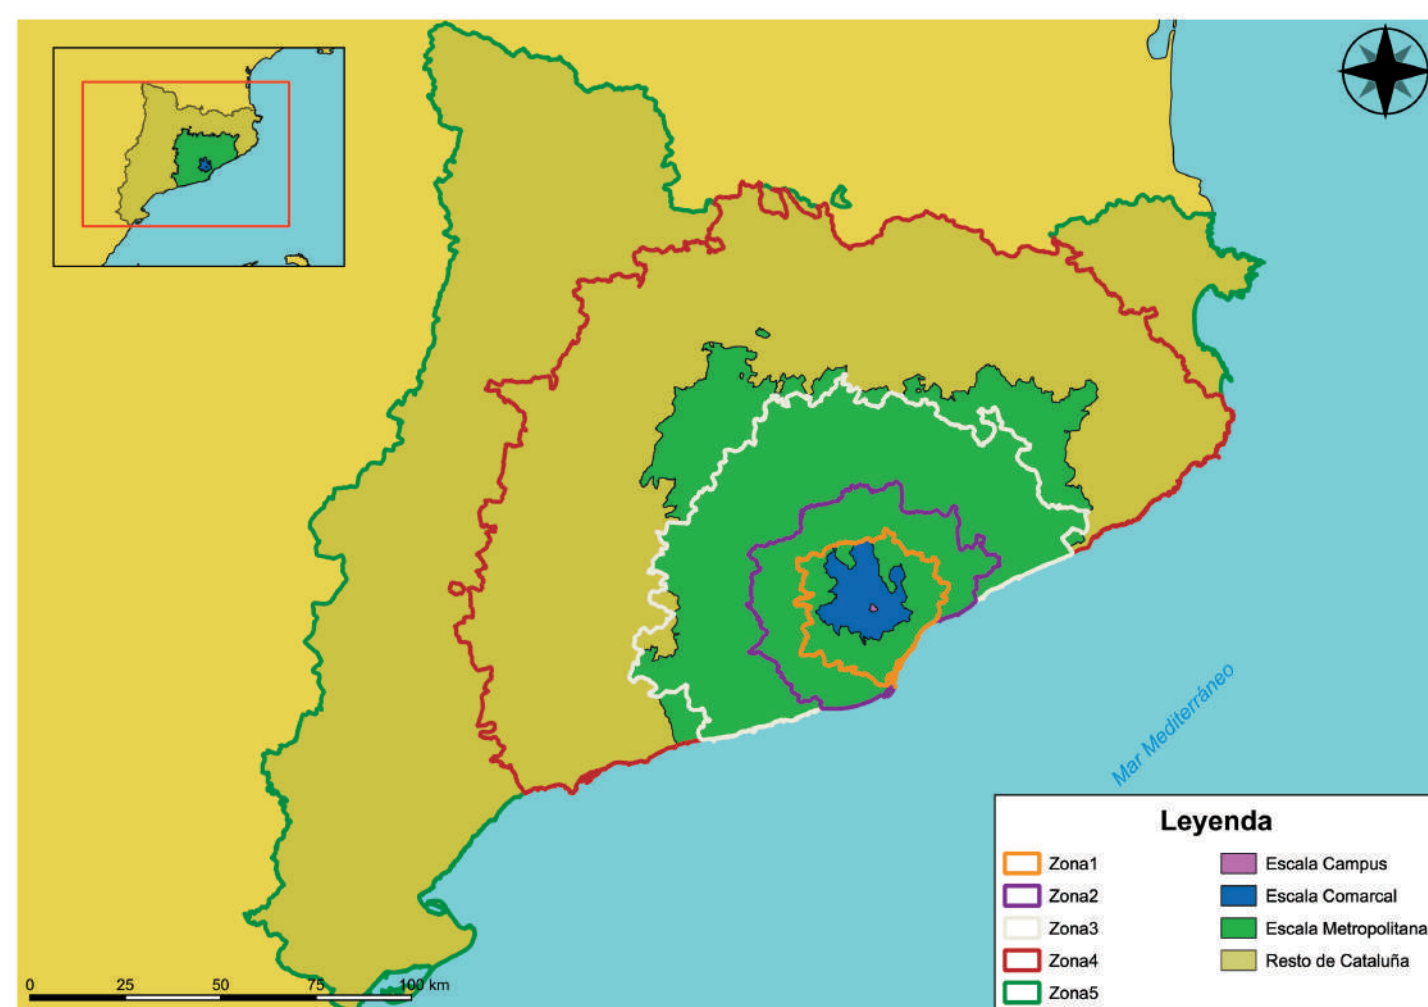 Mar Mediterráneo
Leyenda
Zona1
Zona2
Zona3
Zona4
Zona5
Escala Campus
Escala Comarcal
Escala Metropolitana
Resto de Cataluña
0 25 50 75 100 km